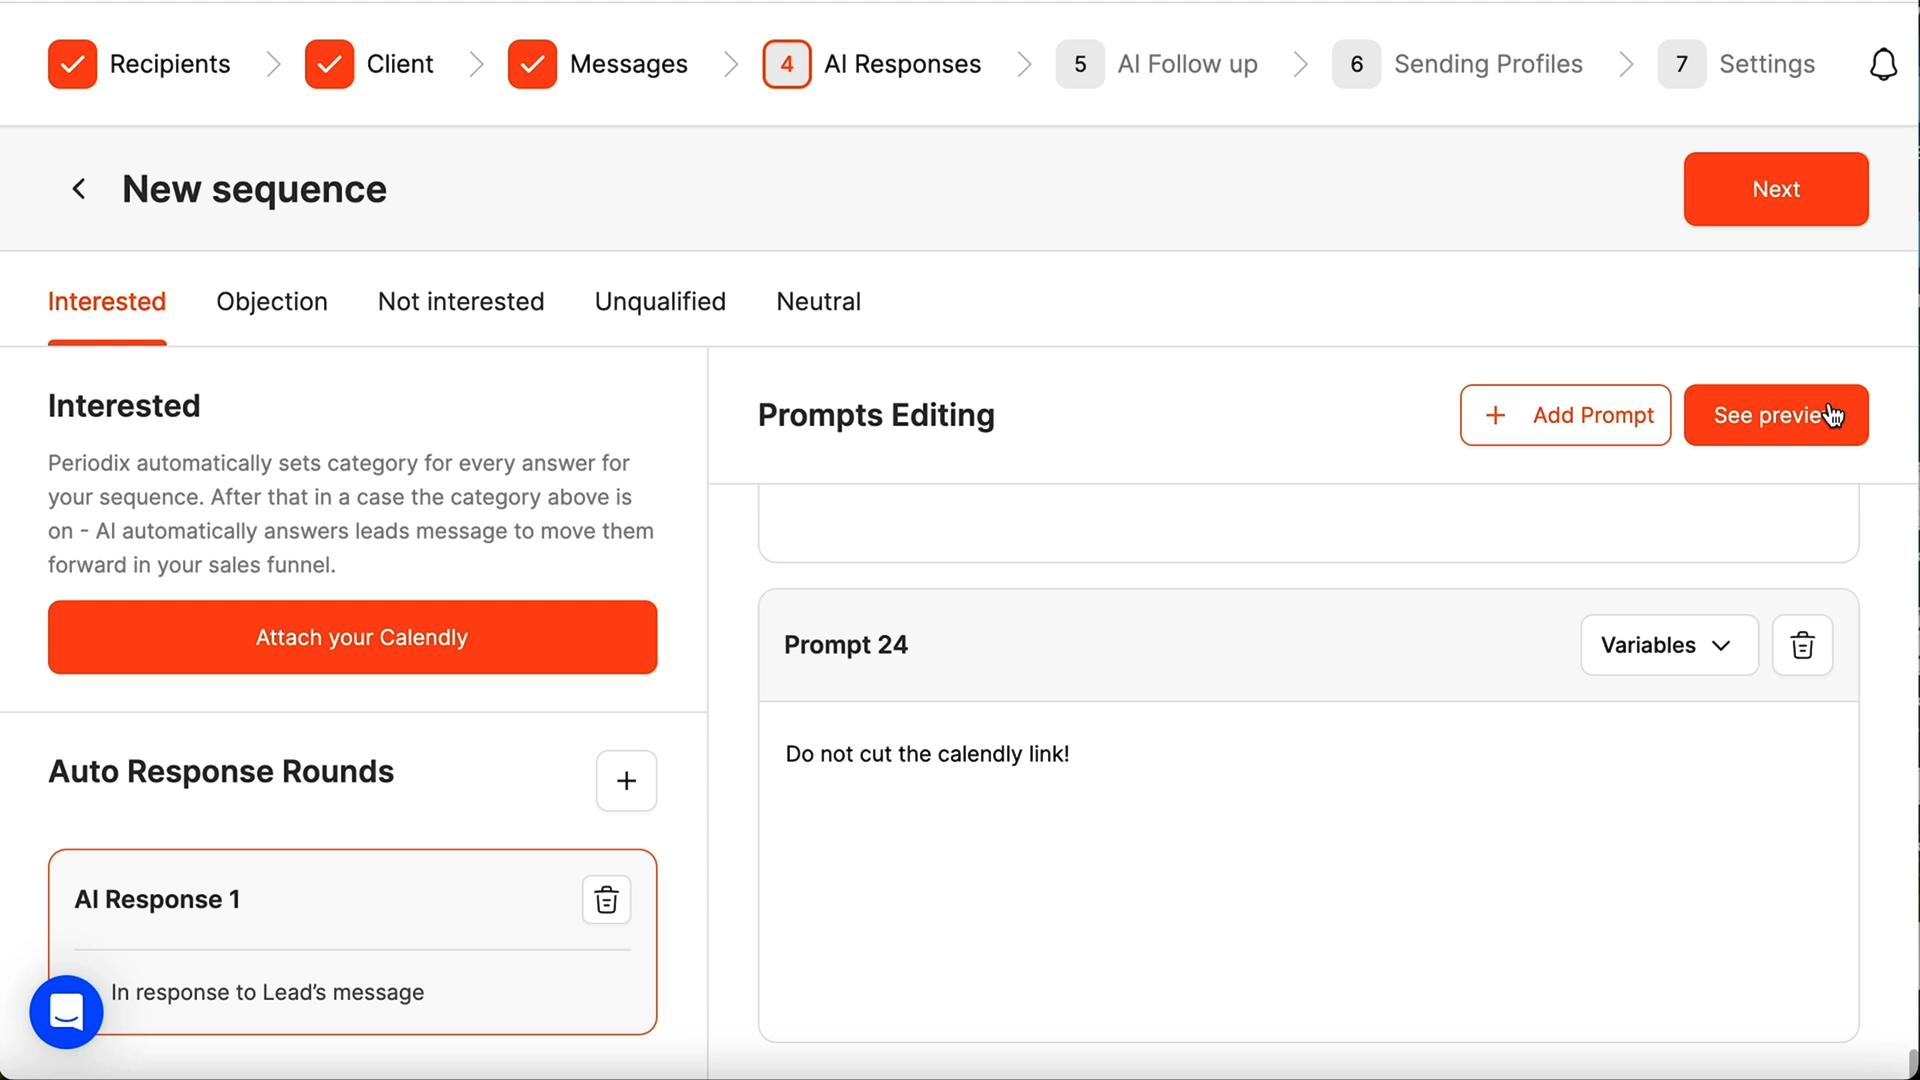 Recipients
Client
Messages
4 AI Responses
5 AI Follow up
6 Sending Profiles
7 Settings
New sequence
Next
Interested
Objection
Not interested
Unqualified
Neutral
Interested
Periodix automatically sets category for every answer for
your sequence. After that in a case the category above is
on - AI automatically answers leads message to move them
forward in your sales funnel.
Attach your Calendly
Auto Response Rounds
AI Response 1
In response to Lead's message
Prompts Editing
+ Add Prompt
See preview
Prompt 24
Variables
Do not cut the calendly link!